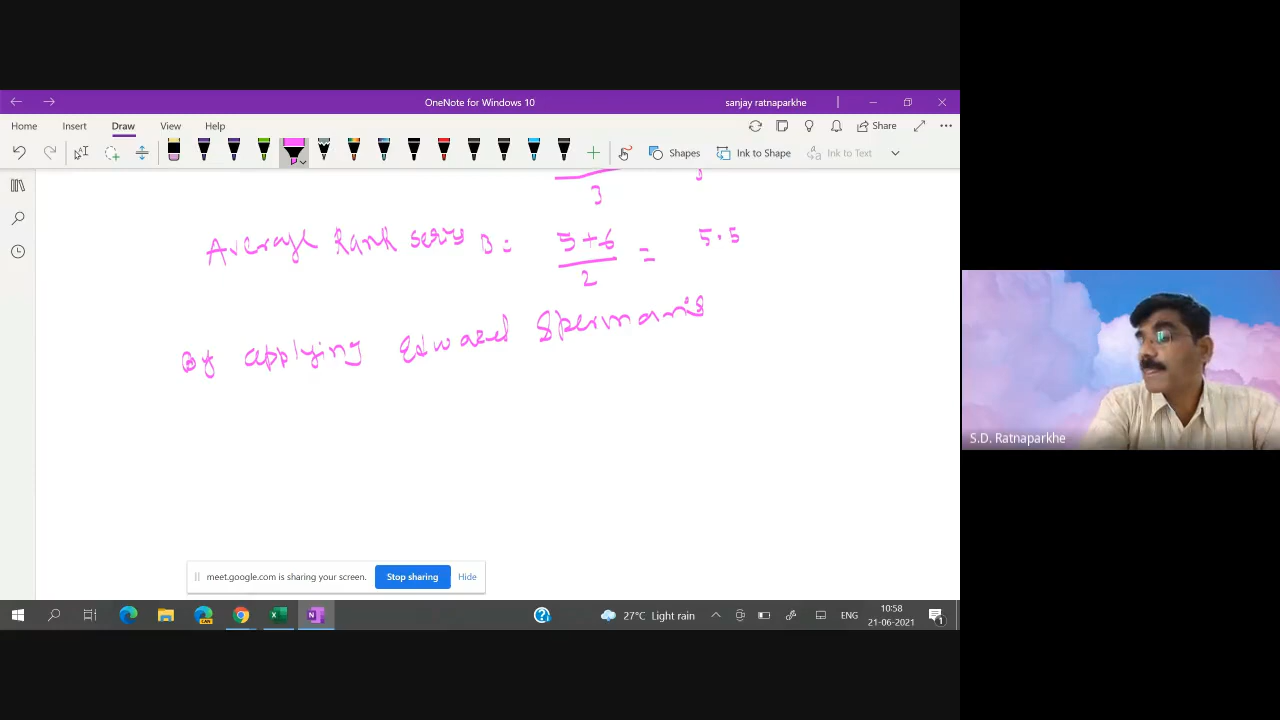 OneNote for Windows 10
sanjay ratnaparkhe
Home Insert Draw View Help
Share
Shapes
Ink to Shape
Ink to Text
3
Average Rank series B = 5+6 = 5.5
2
By applying Edward Spermans
S.D. Ratnaparkhe
meet.google.com is sharing your screen.
Stop sharing
Hide
27°C Light rain
ENG
10:58
21-06-2021